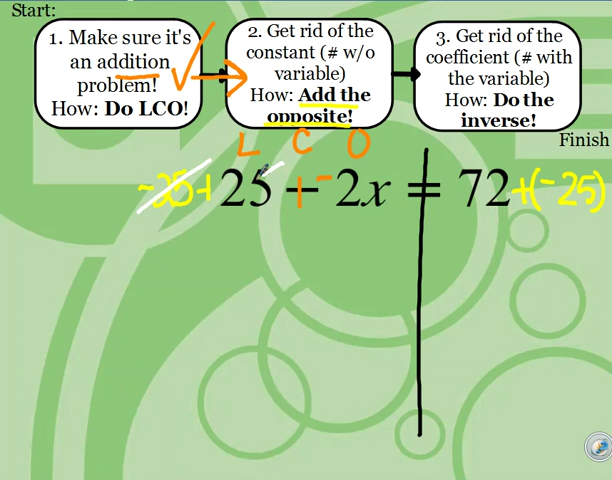 Start:
1. Make sure it's
an addition
problem!
How: Do LCO!
2. Get rid of the
constant (# w/o
variable)
How: Add the
opposite!
3. Get rid of the
coefficient (# with
the variable)
How: Do the
inverse!
Finish
L C O
-25+ 25 + -2x = 72 +(-25)